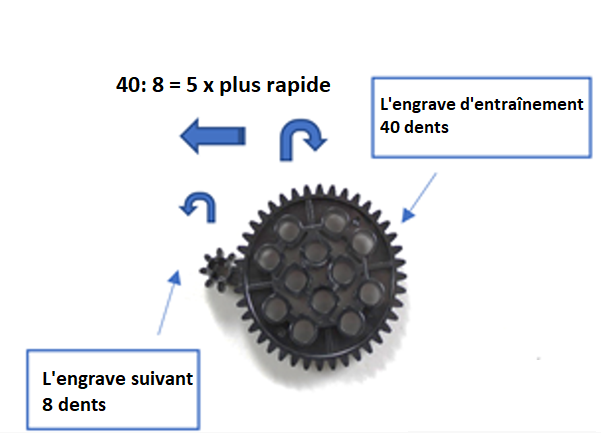 40: 8 = 5 x plus rapide
L'engrave d'entraînement
40 dents
L'engrave suivant
8 dents